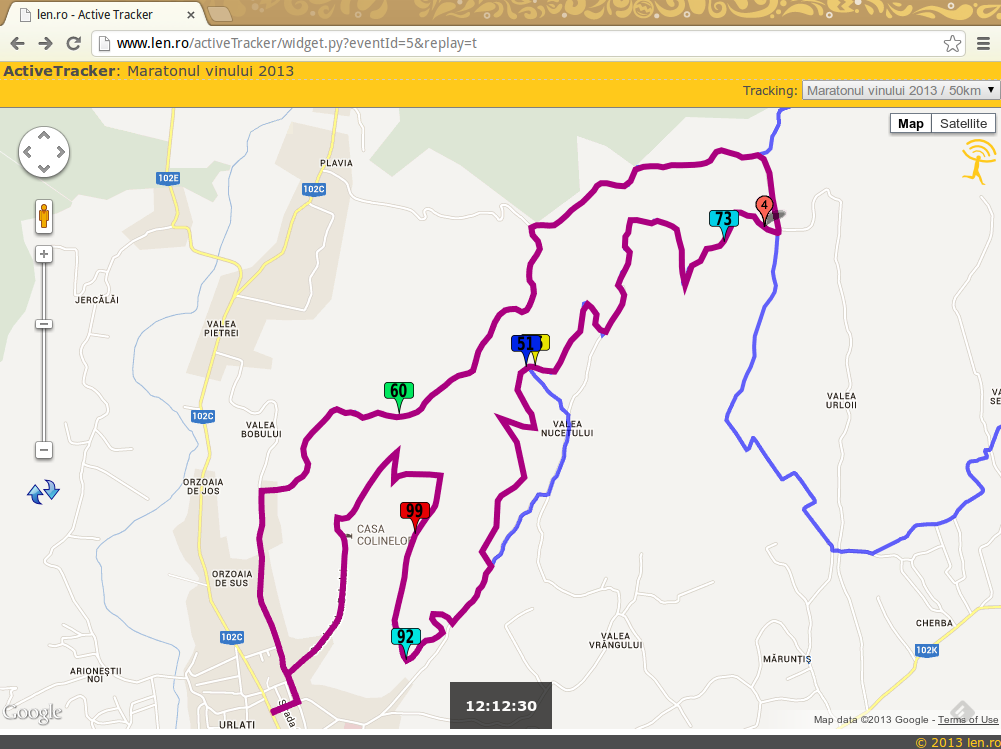 len.ro - Active Tracker
www.len.ro/activeTracker/widget.py?eventId=5&replay=t
ActiveTracker: Maratonul vinului 2013
Tracking: Maratonul vinului 2013 / 50km
Map Satellite
PLAVIA
102E
102C
4
73
JERCĂLĂI
VALEA
PIETREI
51
60
VALEA
URLOII
102C
VALEA
BOBULUI
VALEA
NUCETULUI
ORZOAIA
DE JOS
99
CASA
COLINELOR
ORZOAIA
DE SUS
92
102C
CHERBA
VALEA
VRÂNGULUI
102K
MĂRUNȚIȘ
ARIONEȘTII
NOI
Strada
12:12:30
Google
URLATI
Map data ©2013 Google - Terms of Use
© 2013 len.ro